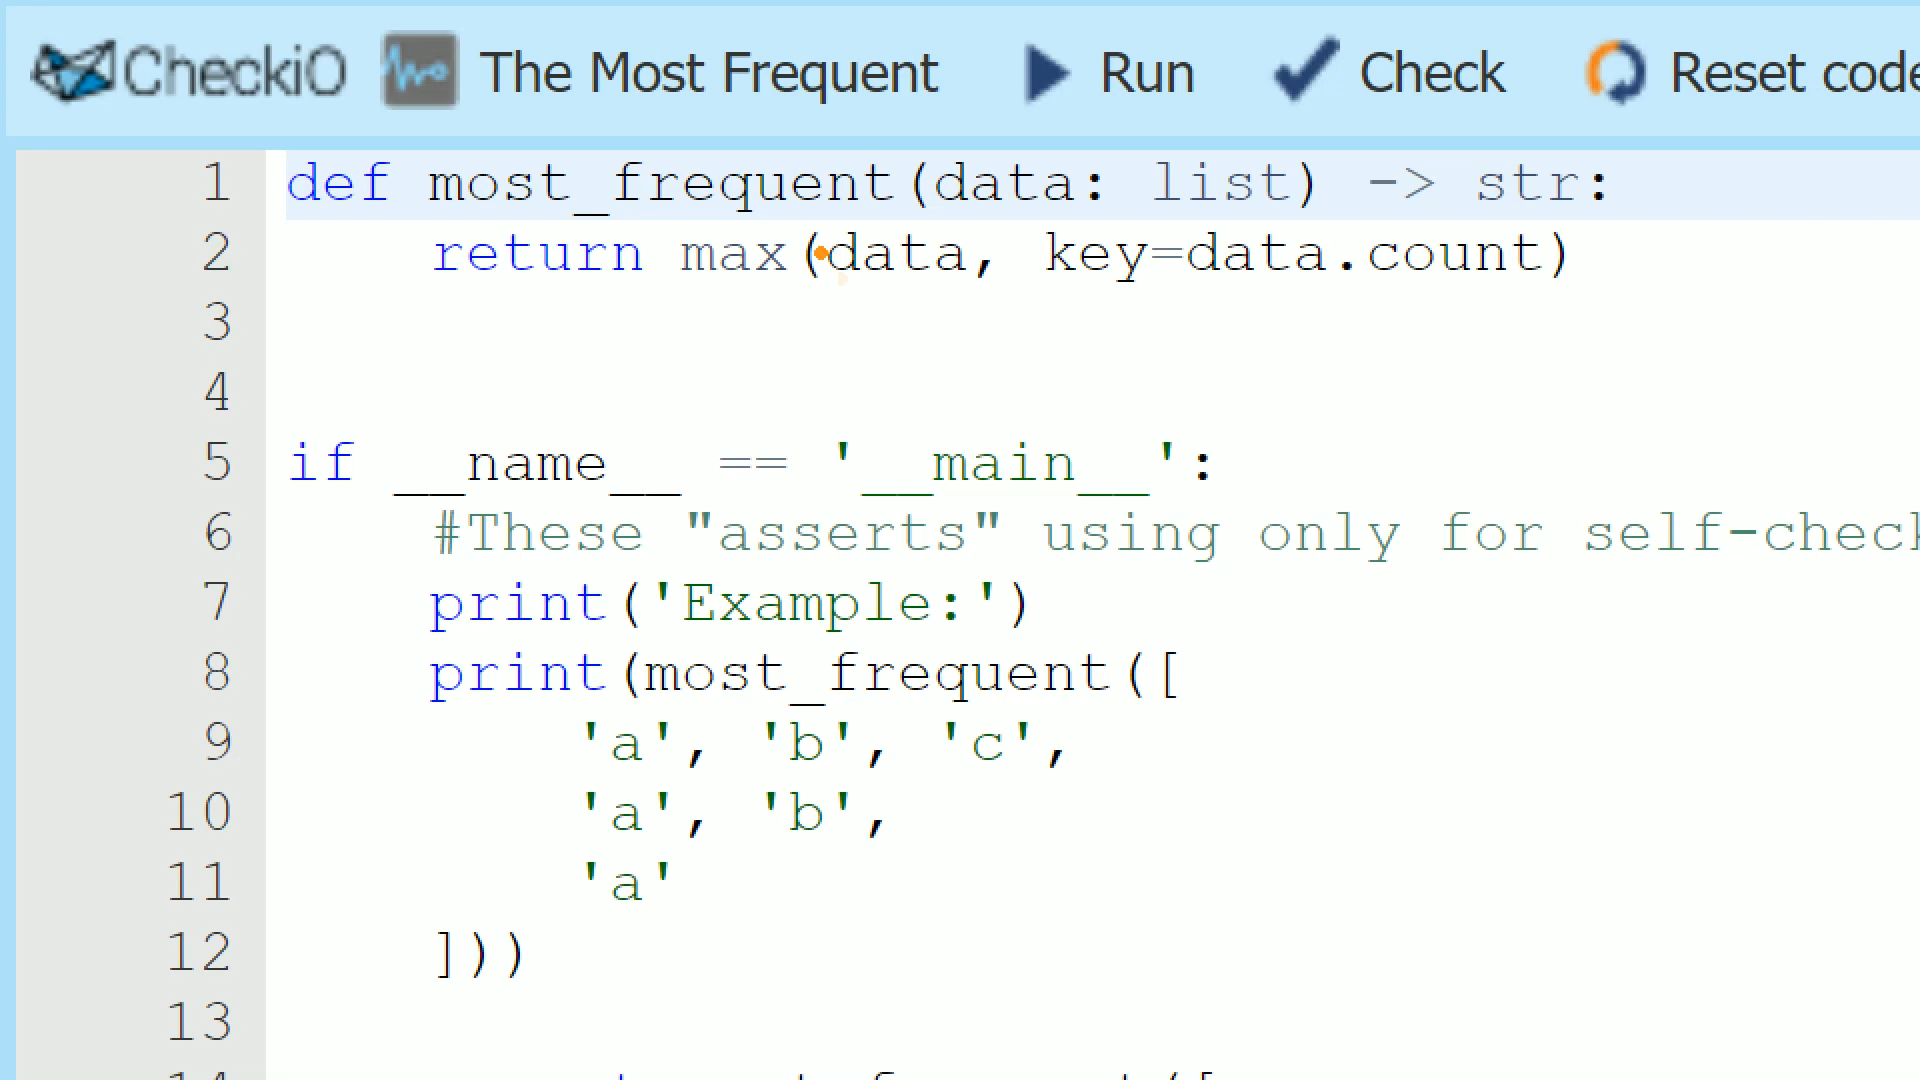 CheckiO The Most Frequent Run Check Reset code
1 def most_frequent(data: list) -> str:
2 return max(data, key=data.count)
3
4
5 if __name__ == '__main__':
6 #These "asserts" using only for self-check
7 print('Example:')
8 print(most_frequent([
9 'a', 'b', 'c',
10 'a', 'b',
11 'a'
12 ]))
13